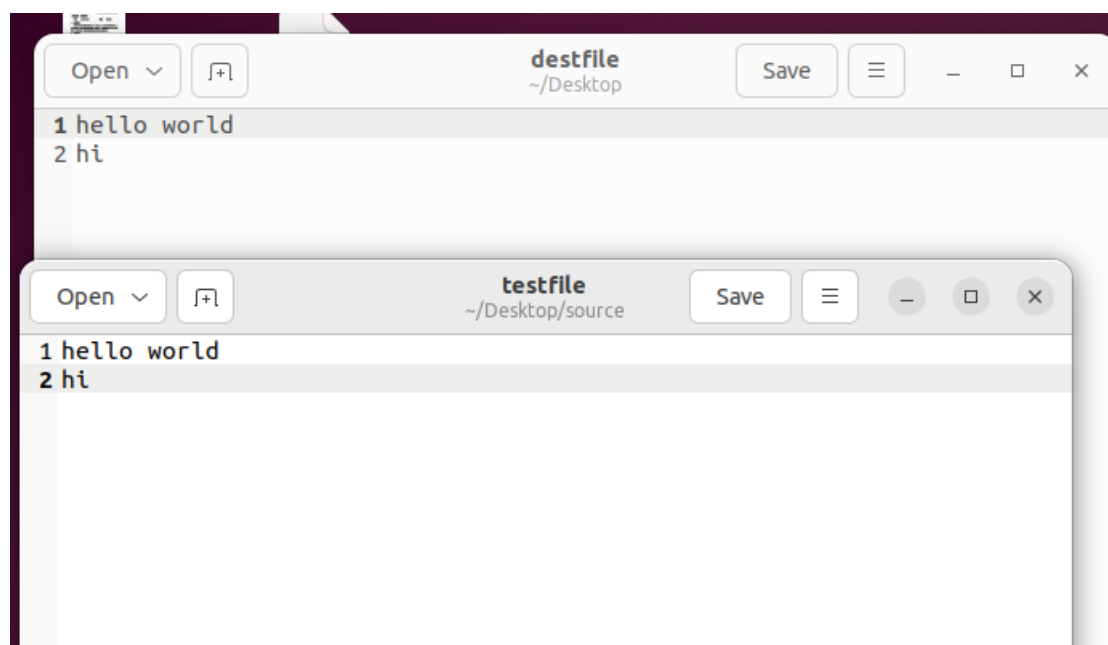 Open
destfile
Save
~/Desktop
1 hello world
2 hi
Open
testfile
Save
~/Desktop/source
1 hello world
2 hi